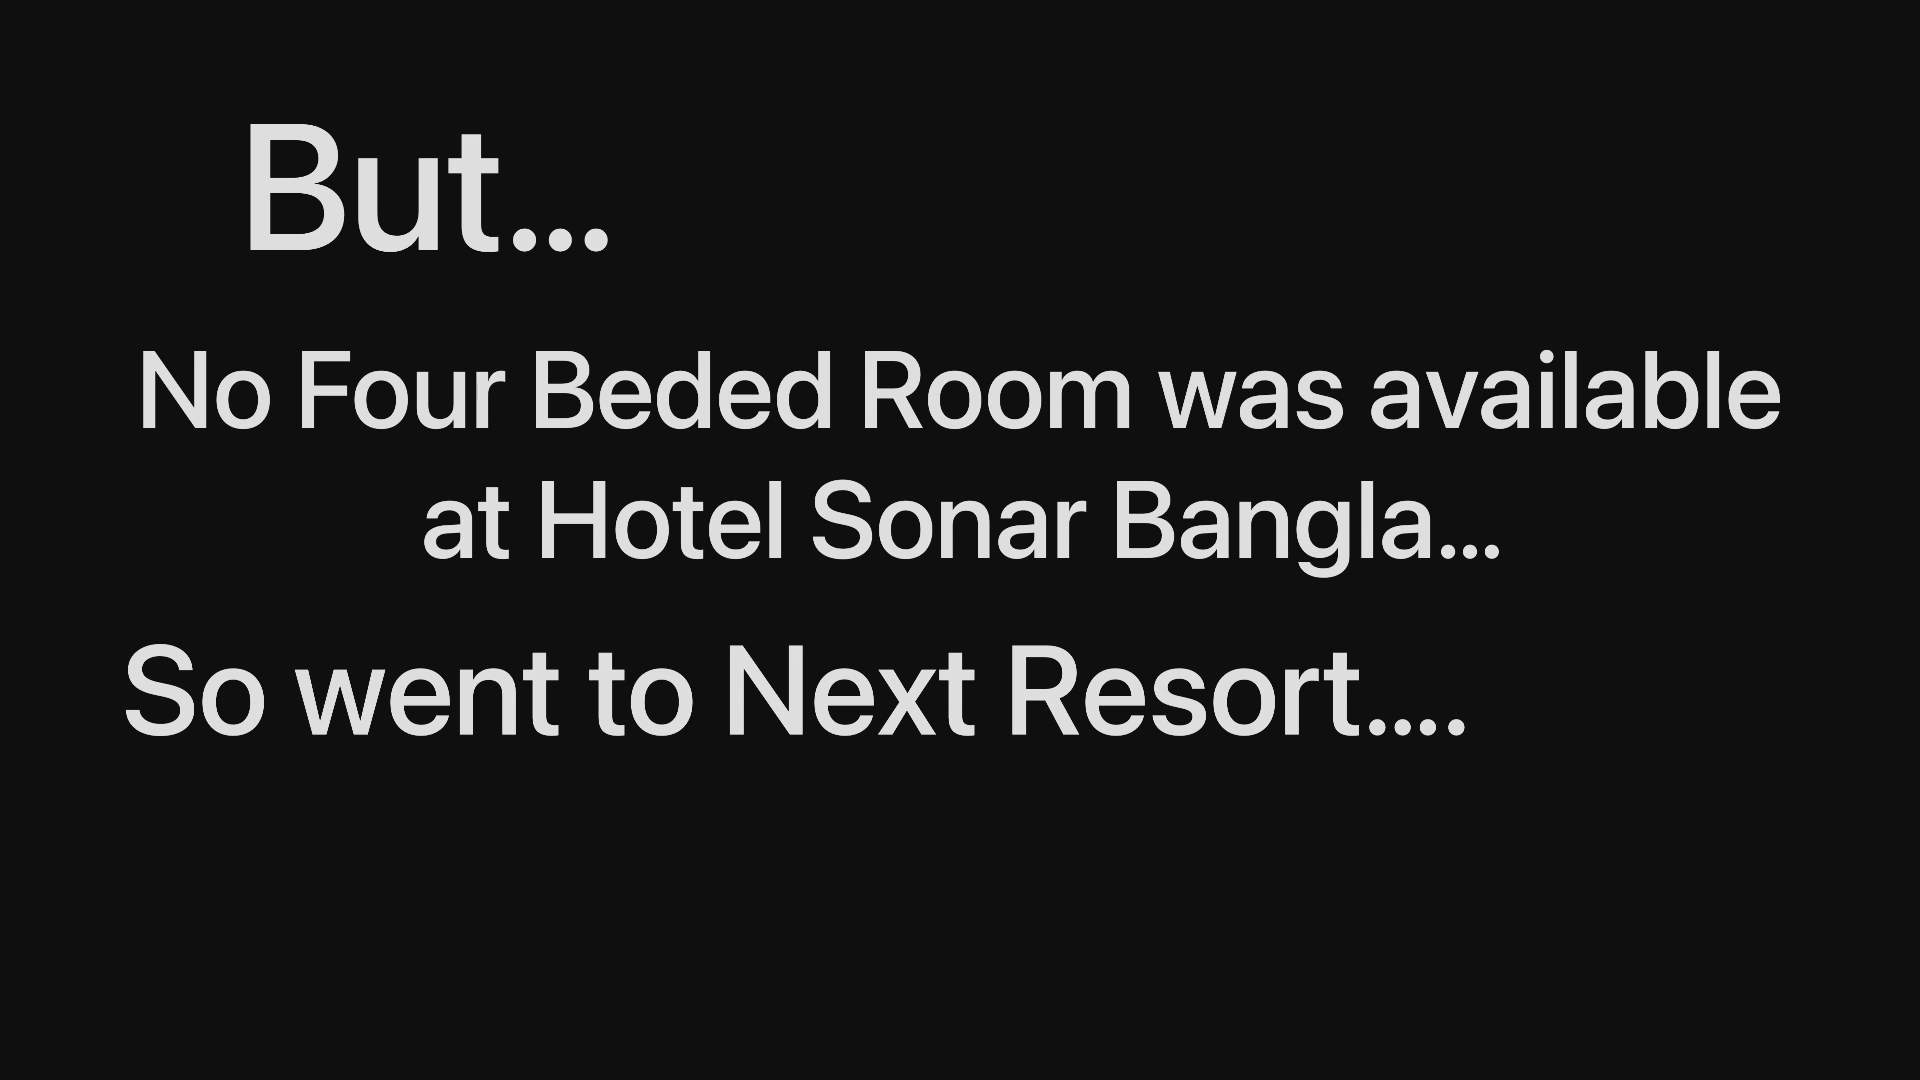 But...
No Four Beded Room was available
at Hotel Sonar Bangla...
So went to Next Resort....